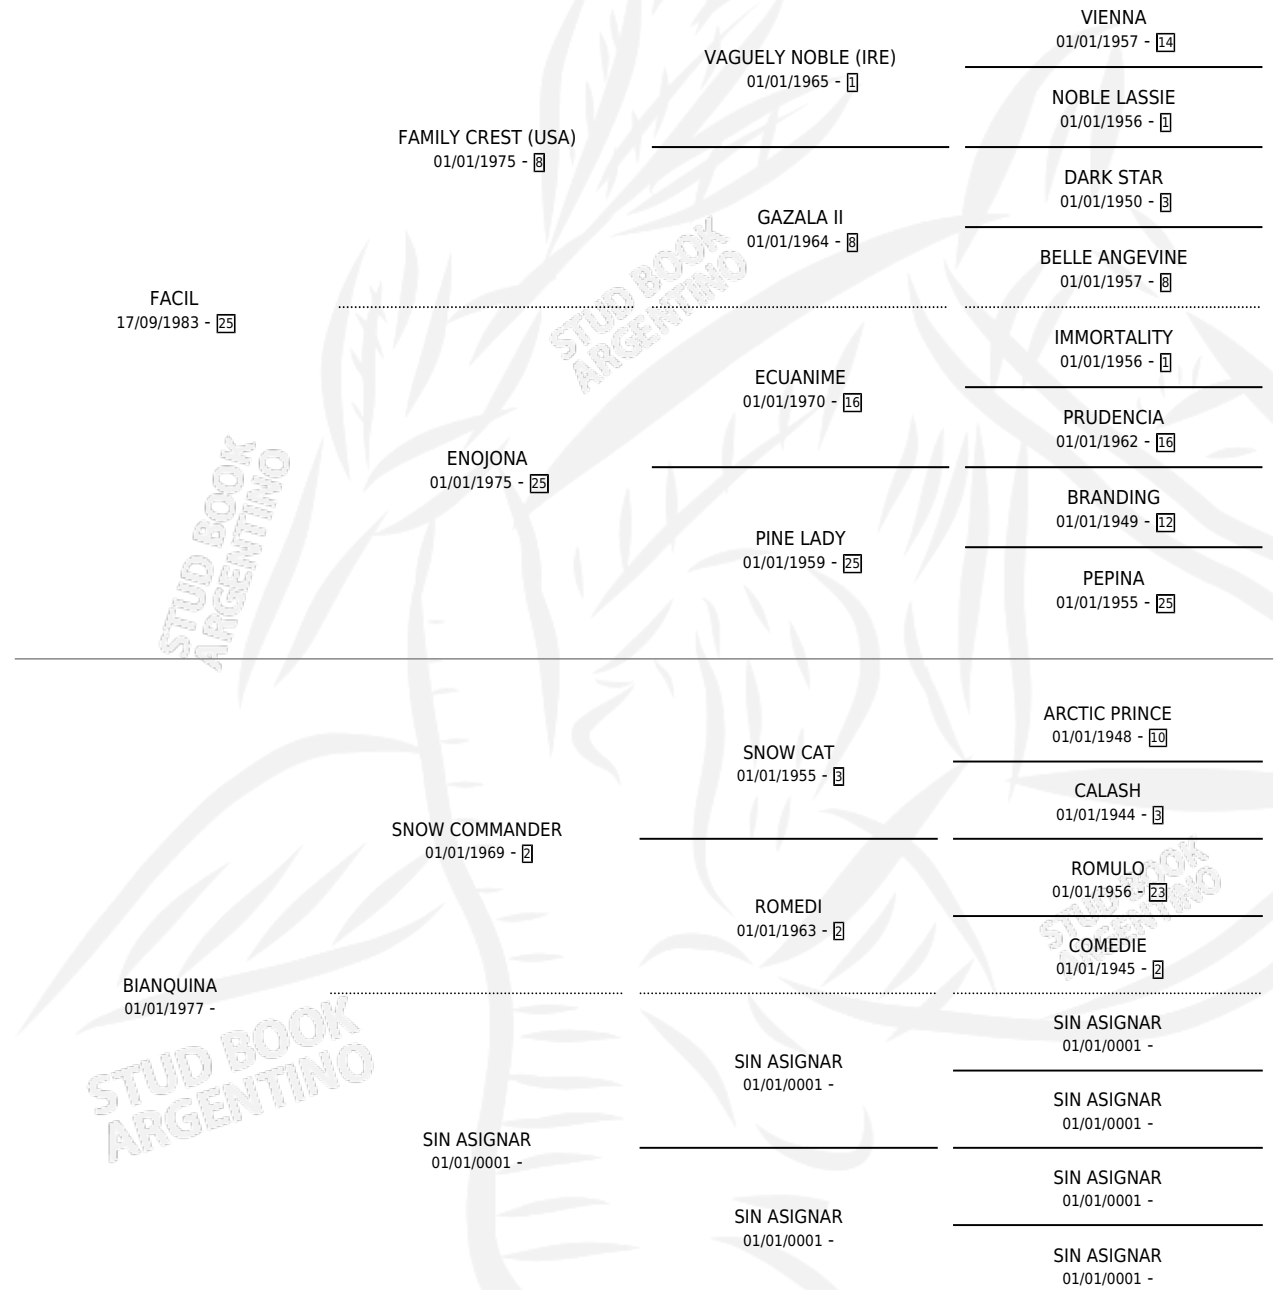 VIENNA
01/01/1957 - 14
VAGUELY NOBLE (IRE)
01/01/1965 - 1
NOBLE LASSIE
01/01/1956 - 1
FAMILY CREST (USA)
01/01/1975 - 8
DARK STAR
01/01/1950 - 3
GAZALA II
01/01/1964 - 8
BELLE ANGEVINE
01/01/1957 - 8
FACIL
17/09/1983 - 25
IMMORTALITY
01/01/1956 - 1
ECUANIME
01/01/1970 - 16
PRUDENCIA
01/01/1962 - 16
ENOJONA
01/01/1975 - 25
BRANDING
01/01/1949 - 12
PINE LADY
01/01/1959 - 25
PEPINA
01/01/1955 - 25
ARCTIC PRINCE
01/01/1948 - 10
SNOW CAT
01/01/1955 - 3
CALASH
01/01/1944 - 3
SNOW COMMANDER
01/01/1969 - 2
ROMULO
01/01/1956 - 23
ROMEDI
01/01/1963 - 2
COMEDIE
01/01/1945 - 2
BIANQUINA
01/01/1977 -
SIN ASIGNAR
01/01/0001 -
SIN ASIGNAR
01/01/0001 -
SIN ASIGNAR
01/01/0001 -
SIN ASIGNAR
01/01/0001 -
SIN ASIGNAR
01/01/0001 -
SIN ASIGNAR
01/01/0001 -
SIN ASIGNAR
01/01/0001 -
STUD BOOK
ARGENTINO
STUD BOOK
ARGENTINO
STUD BOOK
ARGENTINO
STUD BOOK
ARGENTINO